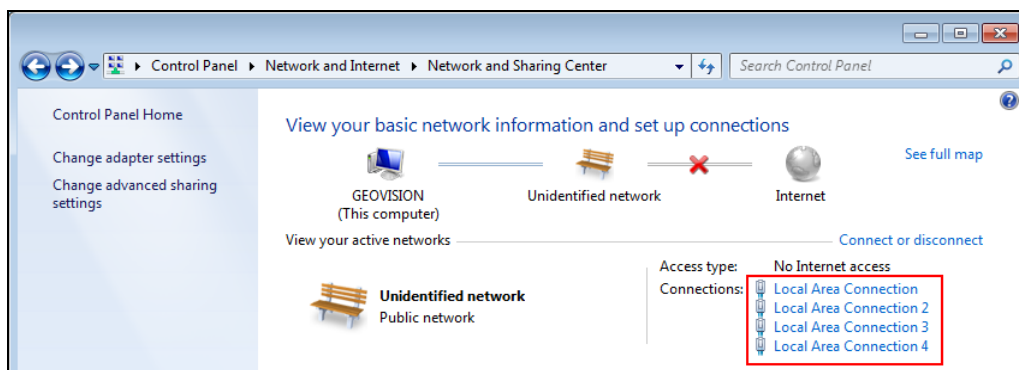 Control Panel Network and Internet Network and Sharing Center Search Control Panel
Control Panel Home
Change adapter settings
Change advanced sharing
settings
View your basic network information and set up connections
See full map
GEOVISION
(This computer)
Unidentified network
Internet
View your active networks
Connect or disconnect
Unidentified network
Public network
Access type: No Internet access
Connections: Local Area Connection
Local Area Connection 2
Local Area Connection 3
Local Area Connection 4